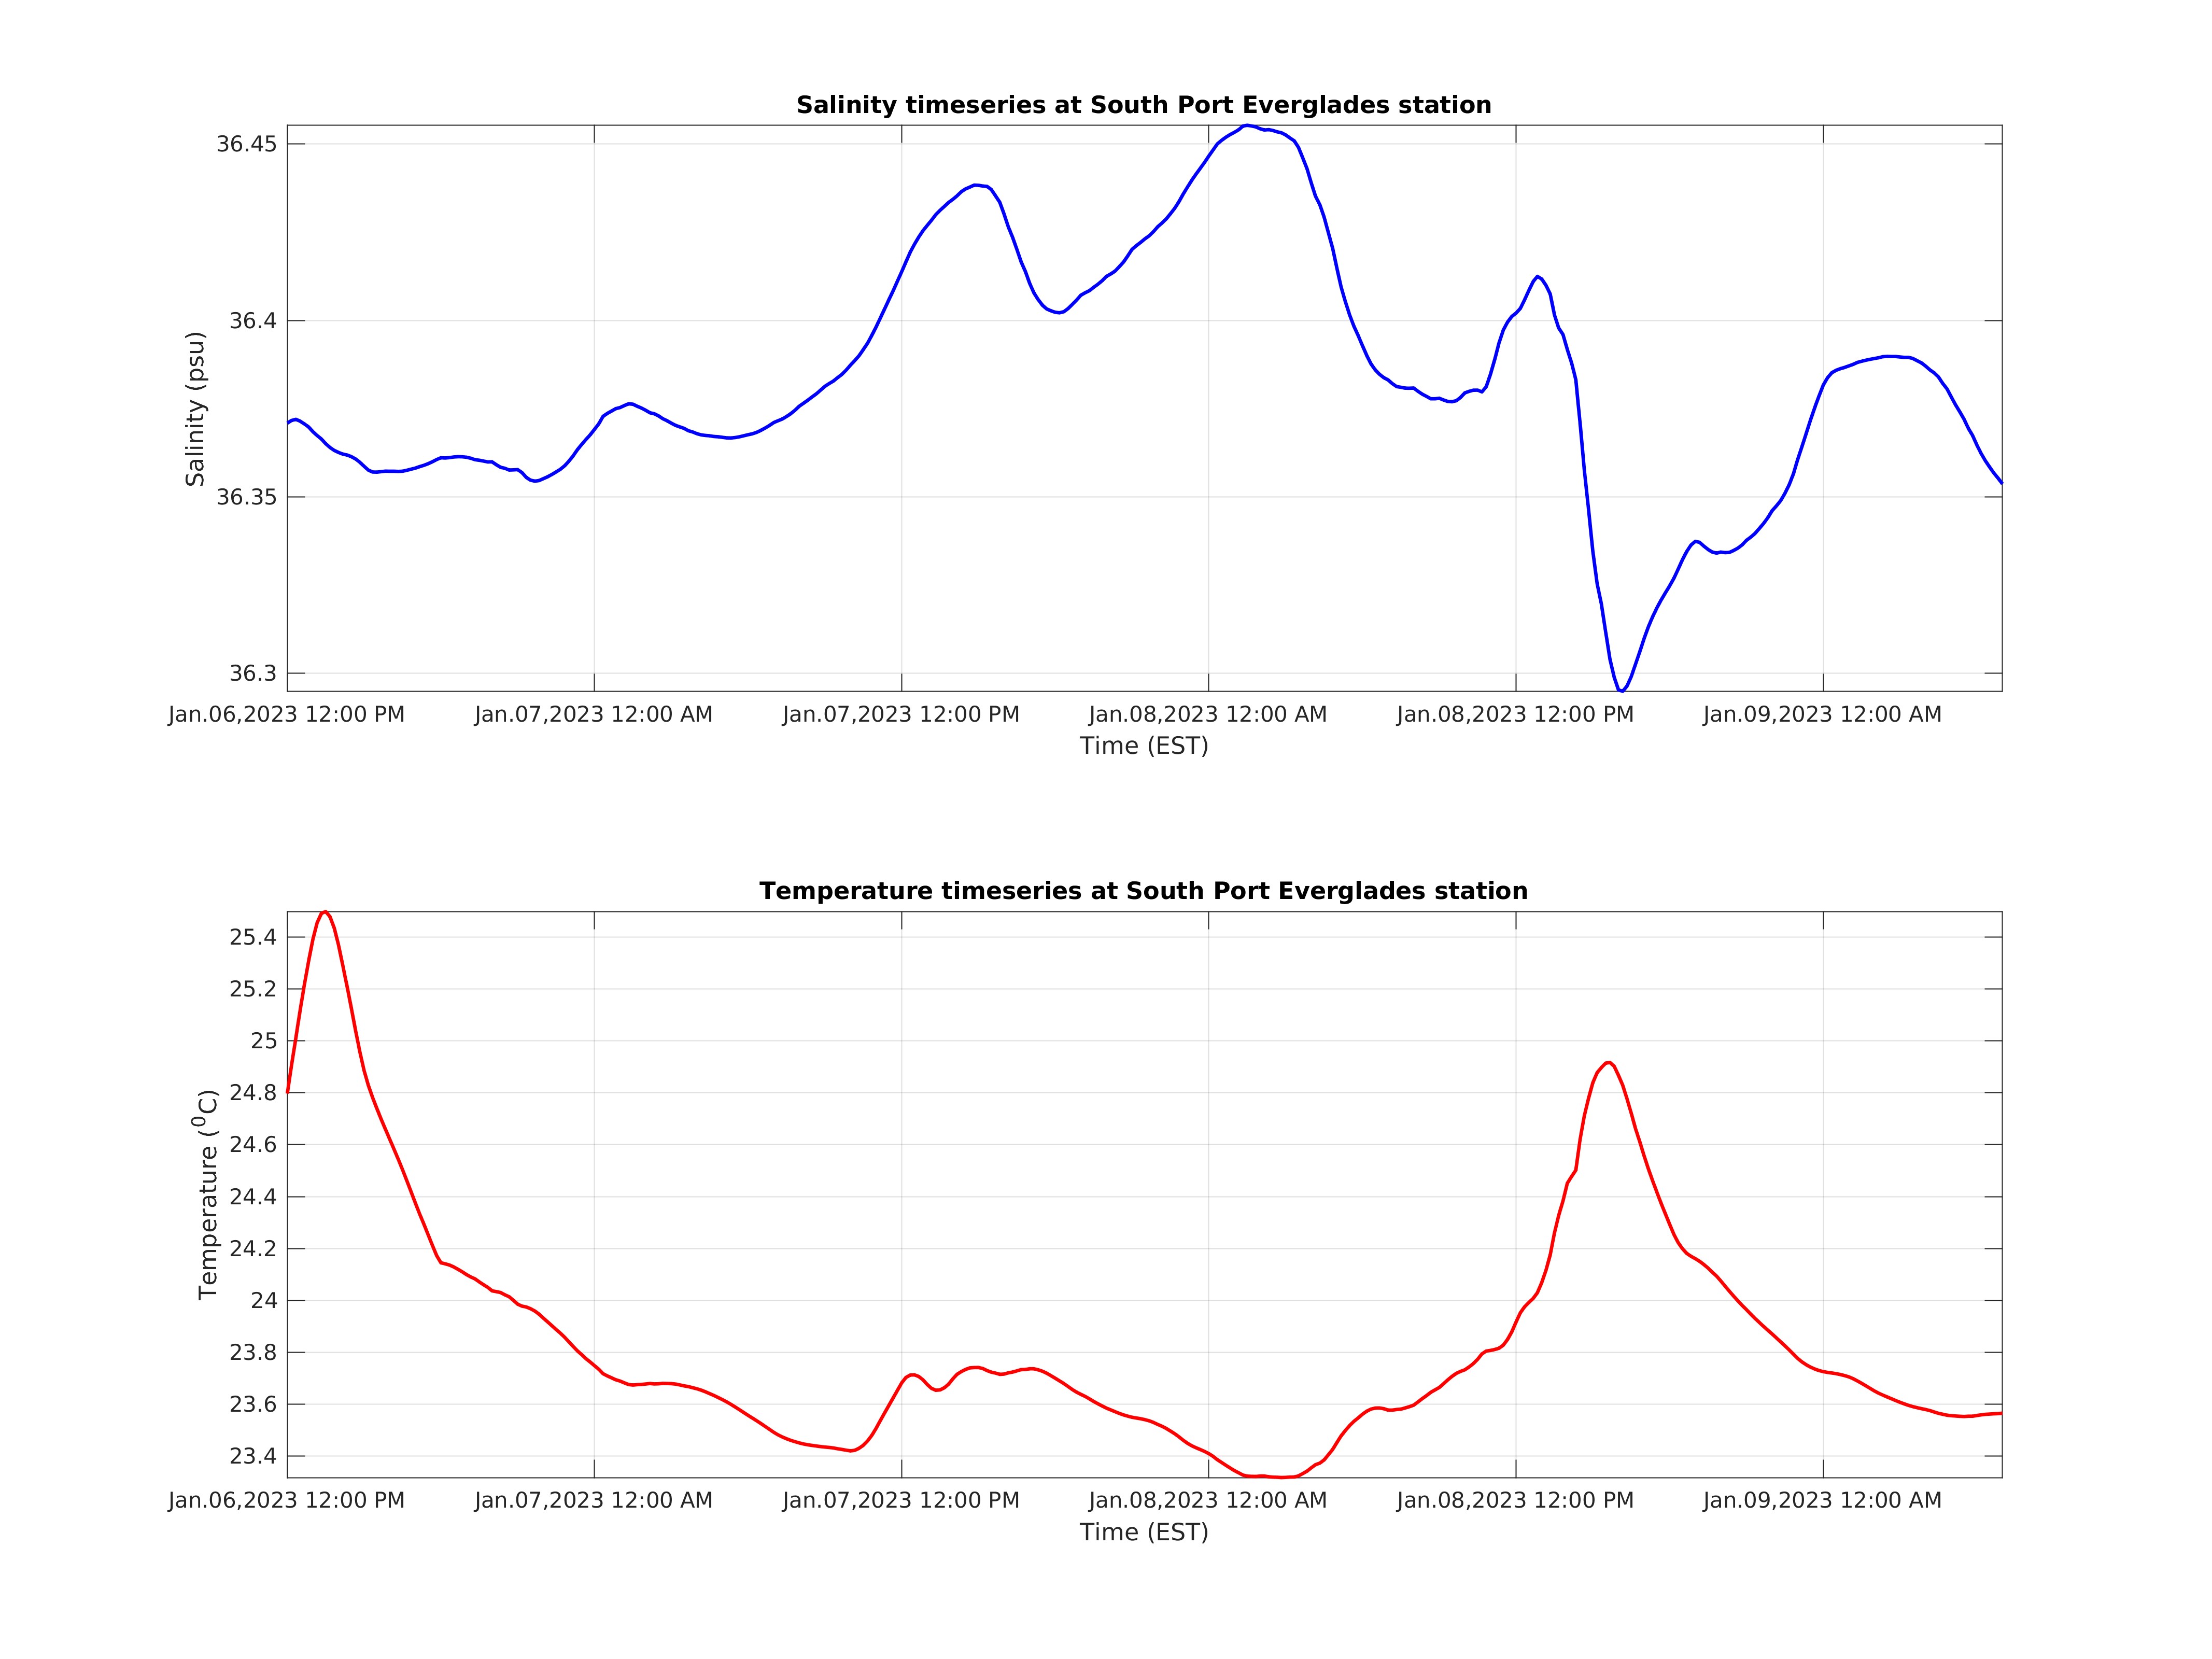 Salinity timeseries at South Port Everglades station
36.45
36.4
36.35
36.3
Salinity (psu)
Jan.06,2023 12:00 PM Jan.07,2023 12:00 AM Jan.07,2023 12:00 PM Jan.08,2023 12:00 AM Jan.08,2023 12:00 PM Jan.09,2023 12:00 AM
Time (EST)
Temperature timeseries at South Port Everglades station
25.4
25.2
25
24.8
24.6
24.4
24.2
24
23.8
23.6
23.4
Temperature (⁰C)
Jan.06,2023 12:00 PM Jan.07,2023 12:00 AM Jan.07,2023 12:00 PM Jan.08,2023 12:00 AM Jan.08,2023 12:00 PM Jan.09,2023 12:00 AM
Time (EST)